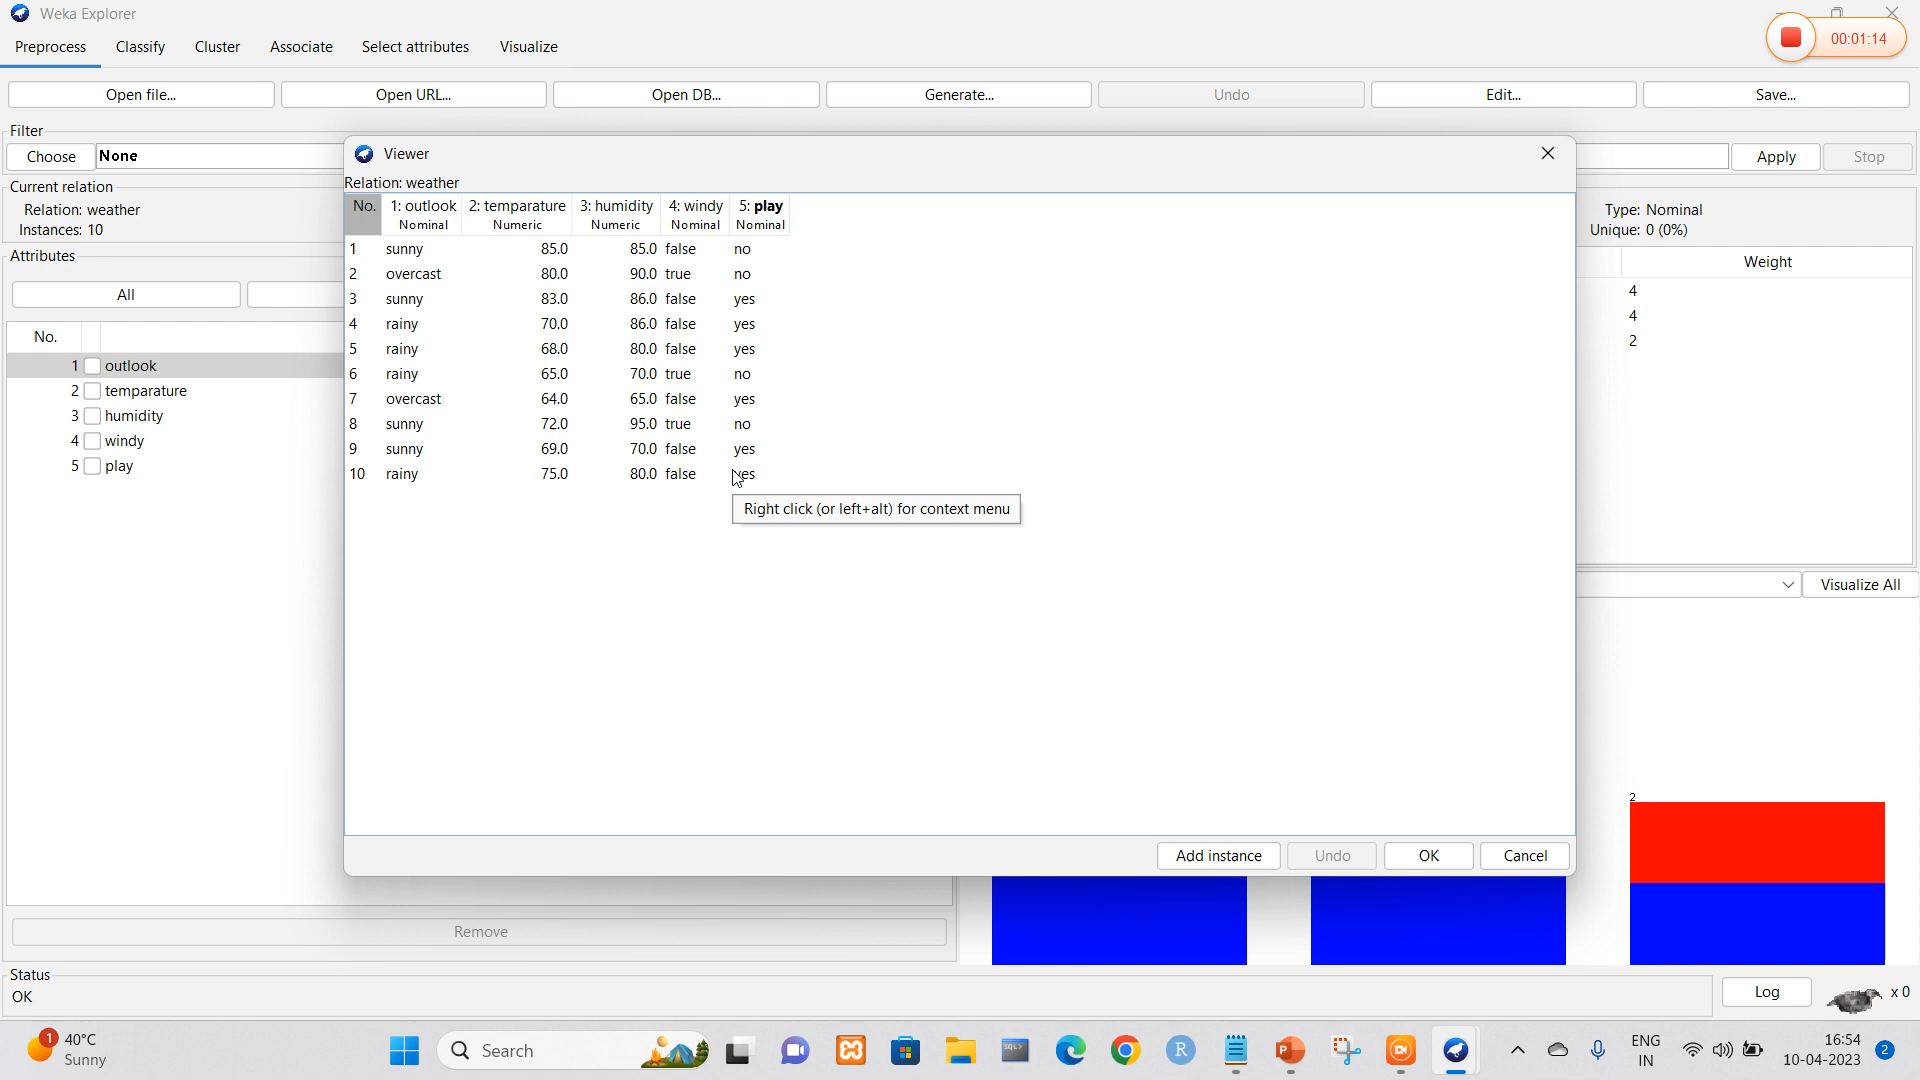 Weka Explorer
00:01:14
Preprocess Classify Cluster Associate Select attributes Visualize
Open file... Open URL... Open DB... Generate... Undo Edit... Save...
Filter
Choose None Apply Stop
Viewer
Current relation
Relation: weather
Instances: 10
Relation: weather
Type: Nominal
Unique: 0 (0%)
Attributes
All
No.
1 outlook
2 temparature
3 humidity
4 windy
5 play
No. 1: outlook 2: temparature 3: humidity 4: windy 5: play
Nominal Numeric Numeric Nominal Nominal
1 sunny 85.0 85.0 false no
2 overcast 80.0 90.0 true no
3 sunny 83.0 86.0 false yes
4 rainy 70.0 86.0 false yes
5 rainy 68.0 80.0 false yes
6 rainy 65.0 70.0 true no
7 overcast 64.0 65.0 false yes
8 sunny 72.0 95.0 true no
9 sunny 69.0 70.0 false yes
10 rainy 75.0 80.0 false yes
Right click (or left+alt) for context menu
Weight
4
4
2
Visualize All
2
Add instance Undo OK Cancel
Remove
Status
OK
Log
x 0
1
40°C
Sunny
Search
SQL>
R
P
ENG
IN
16:54
10-04-2023
2